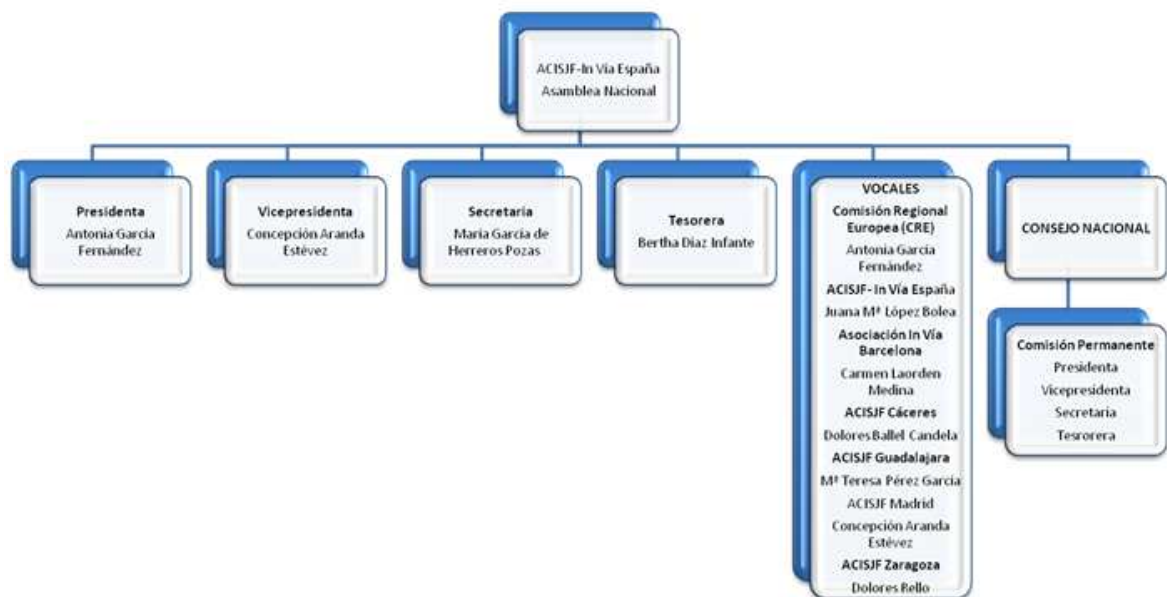 ACISJF-In Vía España
Asamblea Nacional
Presidenta
Antonia García
Fernández
Vicepresidenta
Concepción Aranda
Estévez
Secretaria
María García de
Herreros Pozas
Tesorera
Bertha Diaz Infante
VOCALES
Comisión Regional
Europea (CRE)
Antonia García
Fernández
ACISJF- In Vía España
Juana Mª López Bolea
Asociación In Vía
Barcelona
Carmen Laorden
Medina
ACISJF Cáceres
Dolores Ballel Candela
ACISJF Guadalajara
Mª Teresa Pérez García
ACISJF Madrid
Concepción Aranda
Estévez
ACISJF Zaragoza
Dolores Rello
CONSEJO NACIONAL
Comisión Permanente
Presidenta
Vicepresidenta
Secretaria
Tesrorera